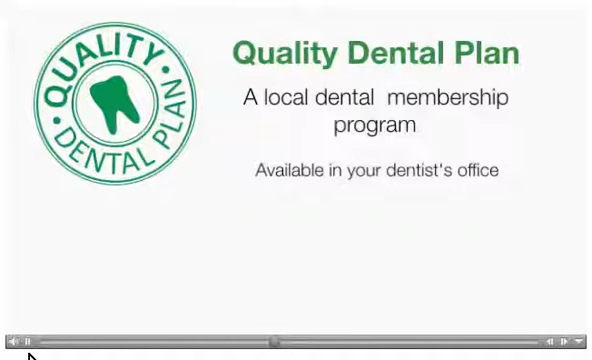 QUALITY
• DENTAL PLAN •
Quality Dental Plan
A local dental membership
program
Available in your dentist's office